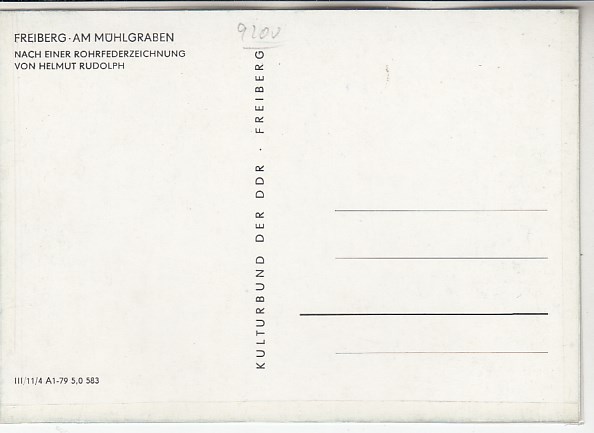 FREIBERG · AM MÜHLGRABEN
NACH EINER ROHRFEDERZEICHNUNG
VON HELMUT RUDOLPH
9200
KULTURBUND DER DDR · FREIBERG
III/11/4 A1-79 5,0 583